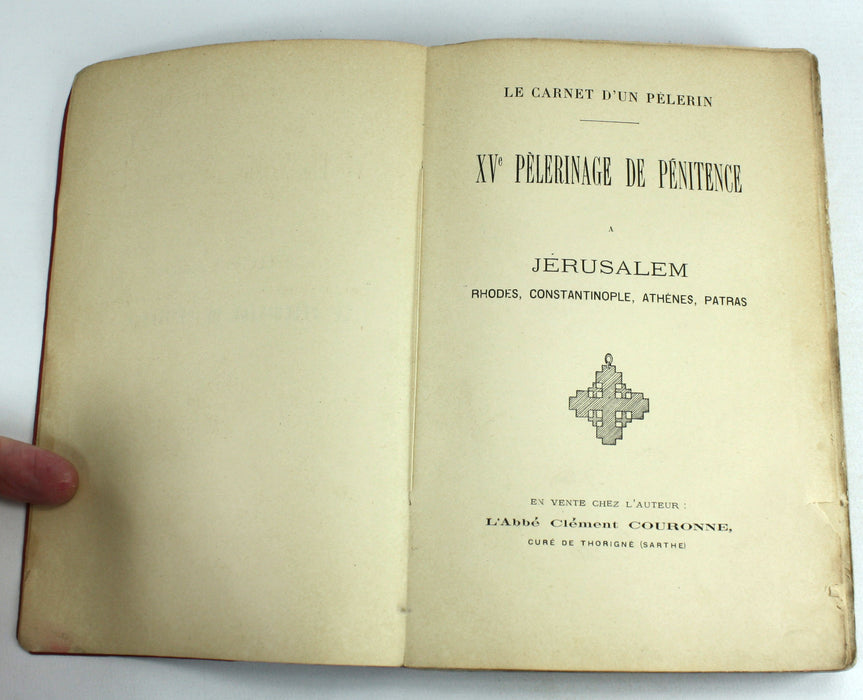 LE CARNET D'UN PÈLERIN
XVe PÈLERINAGE DE PÉNITENCE
A
JÉRUSALEM
RHODES, CONSTANTINOPLE, ATHÈNES, PATRAS
EN VENTE CHEZ L'AUTEUR :
L'Abbé Clément COURONNE,
CURÉ DE THORIGNÉ (SARTHE)